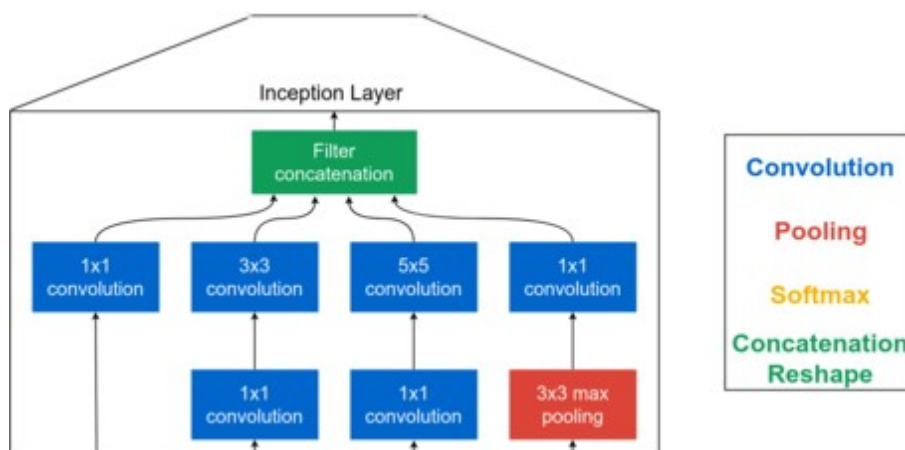 Inception Layer
Filter
concatenation
1x1
convolution
3x3
convolution
5x5
convolution
1x1
convolution
1x1
convolution
1x1
convolution
3x3 max
pooling
Convolution
Pooling
Softmax
Concatenation
Reshape